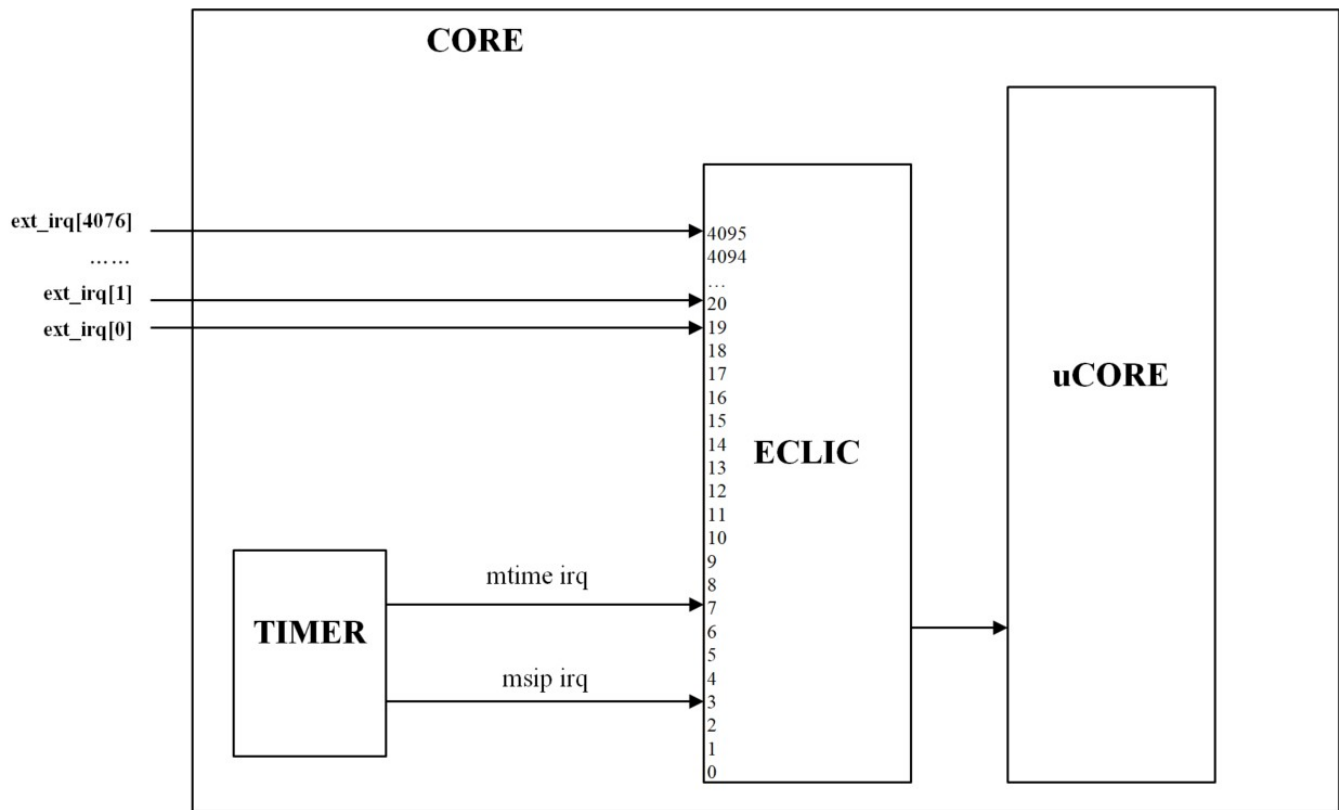 CORE
ext_irq[4076]
……
ext_irq[1]
ext_irq[0]
4095
4094
...
20
19
18
17
16
15
14
13
12
11
10
9
8
7
6
5
4
3
2
1
0
ECLIC
uCORE
TIMER
mtime irq
msip irq